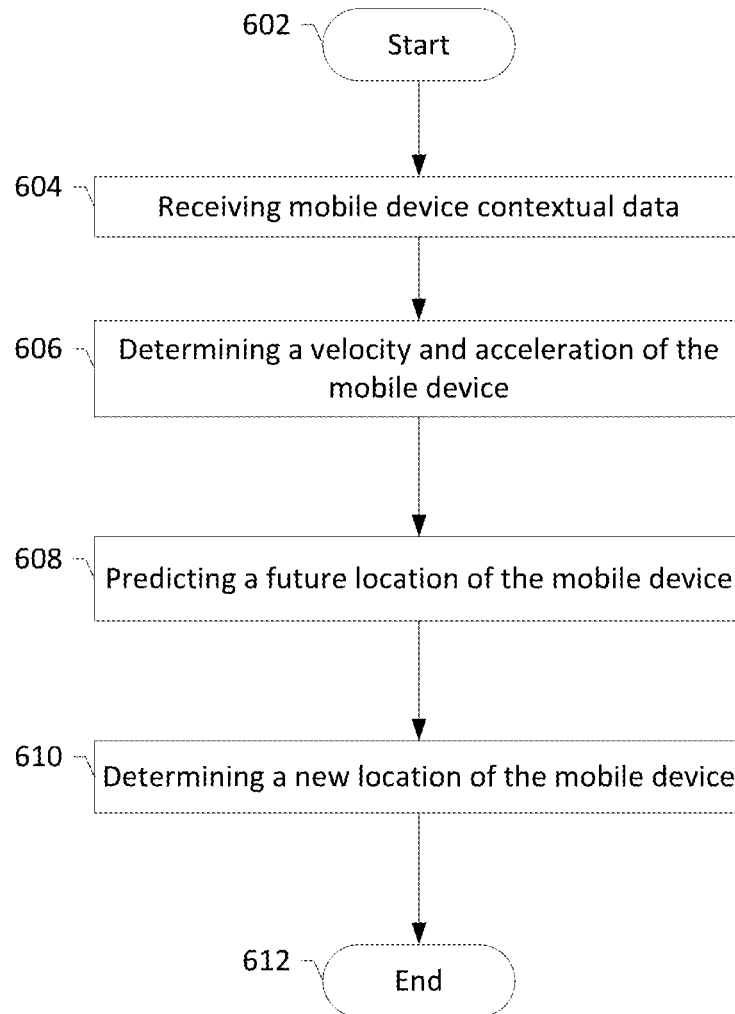 602
Start
604
Receiving mobile device contextual data
606
Determining a velocity and acceleration of the
mobile device
608
Predicting a future location of the mobile device
610
Determining a new location of the mobile device
612
End